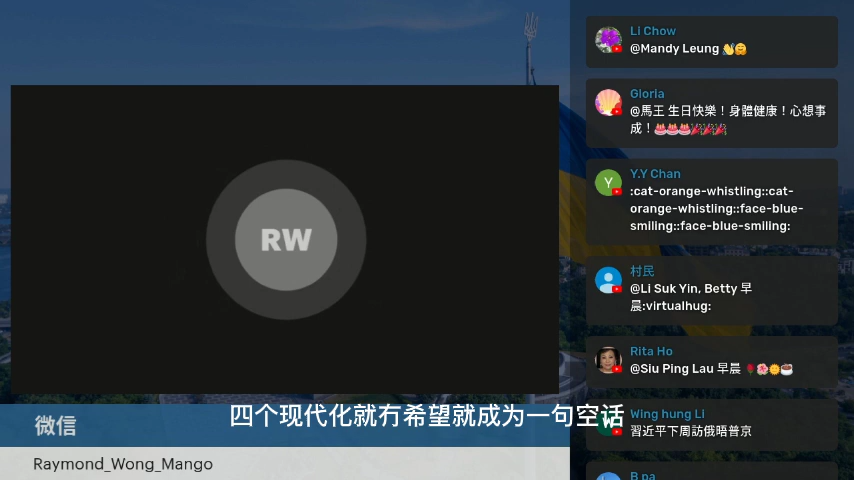 Li Chow
@Mandy Leung 👋🤗
Gloria
@馬王 生日快樂！身體健康！心想事
成！🎂🎂🎂🎉🎉🎉
Y.Y Chan
:cat-orange-whistling::cat-
orange-whistling::face-blue-
smiling::face-blue-smiling:
Y
村民
@Li Suk Yin, Betty 早
晨:virtualhug:
RW
Rita Ho
@Siu Ping Lau 早晨 🌹🌸🌼☕
Wing hung Li
習近平下周訪俄晤普京
W
B pa
四个现代化就冇希望就成为一句空话
微信
Raymond_Wong_Mango